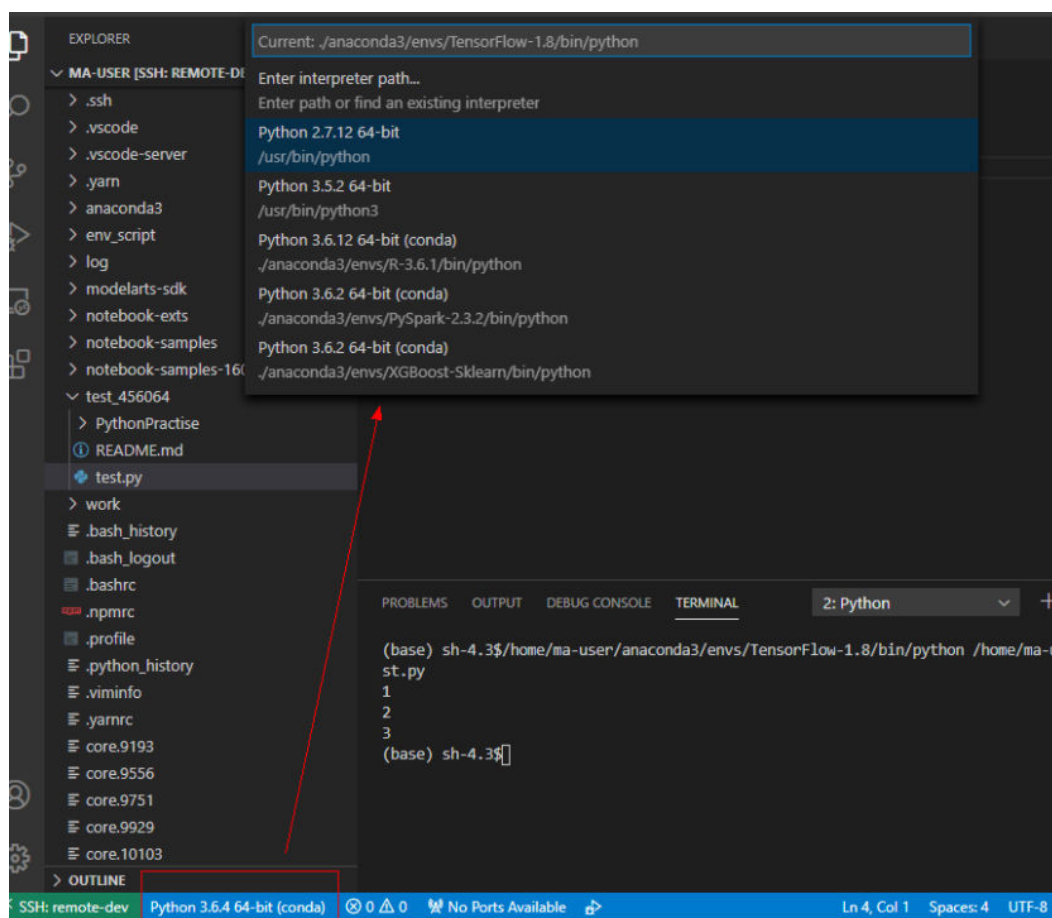 EXPLORER
MA-USER [SSH: REMOTE-DE
.ssh
.vscode
.vscode-server
.yarn
anaconda3
env_script
log
modelarts-sdk
notebook-exts
notebook-samples
notebook-samples-160
test_456064
PythonPractise
README.md
test.py
work
.bash_history
.bash_logout
.bashrc
.npmrc
.profile
.python_history
.viminfo
.yarnrc
core.9193
core.9556
core.9751
core.9929
core.10103
OUTLINE
Current: ./anaconda3/envs/TensorFlow-1.8/bin/python
Enter interpreter path...
Enter path or find an existing interpreter
Python 2.7.12 64-bit
/usr/bin/python
Python 3.5.2 64-bit
/usr/bin/python3
Python 3.6.12 64-bit (conda)
./anaconda3/envs/R-3.6.1/bin/python
Python 3.6.2 64-bit (conda)
./anaconda3/envs/PySpark-2.3.2/bin/python
Python 3.6.2 64-bit (conda)
./anaconda3/envs/XGBoost-Sklearn/bin/python
PROBLEMS OUTPUT DEBUG CONSOLE TERMINAL 2: Python
(base) sh-4.3$/home/ma-user/anaconda3/envs/TensorFlow-1.8/bin/python /home/ma-u
st.py
1
2
3
(base) sh-4.3$
SSH: remote-dev Python 3.6.4 64-bit (conda) 0 0 No Ports Available Ln 4, Col 1 Spaces: 4 UTF-8